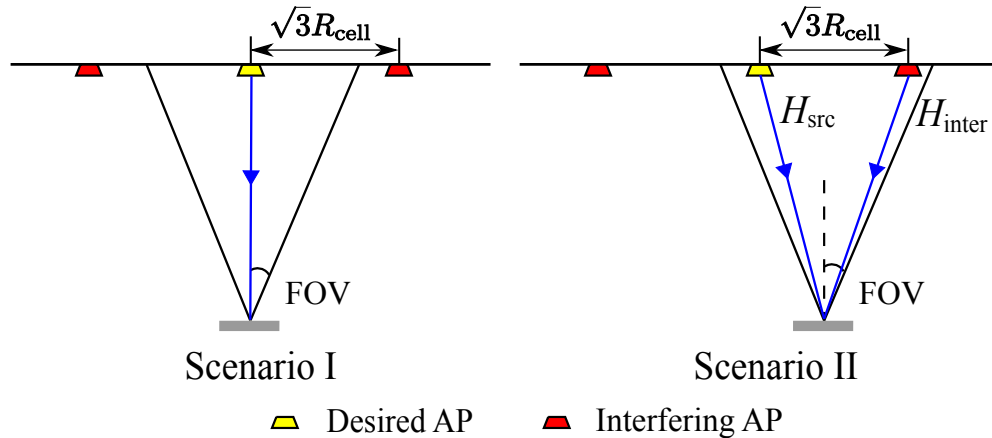 √3R_cell √3R_cell
H_src H_inter
FOV FOV
Scenario I Scenario II
Desired AP Interfering AP